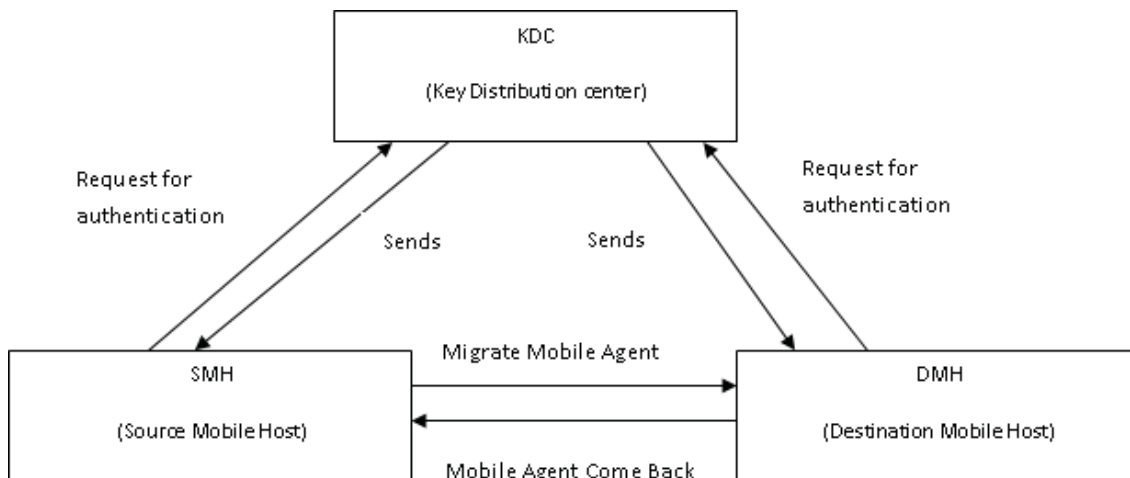 KDC
(Key Distribution center)
Request for
authentication
Request for
authentication
Sends
Sends
Migrate Mobile Agent
SMH
(Source Mobile Host)
DMH
(Destination Mobile Host)
Mobile Agent Come Back